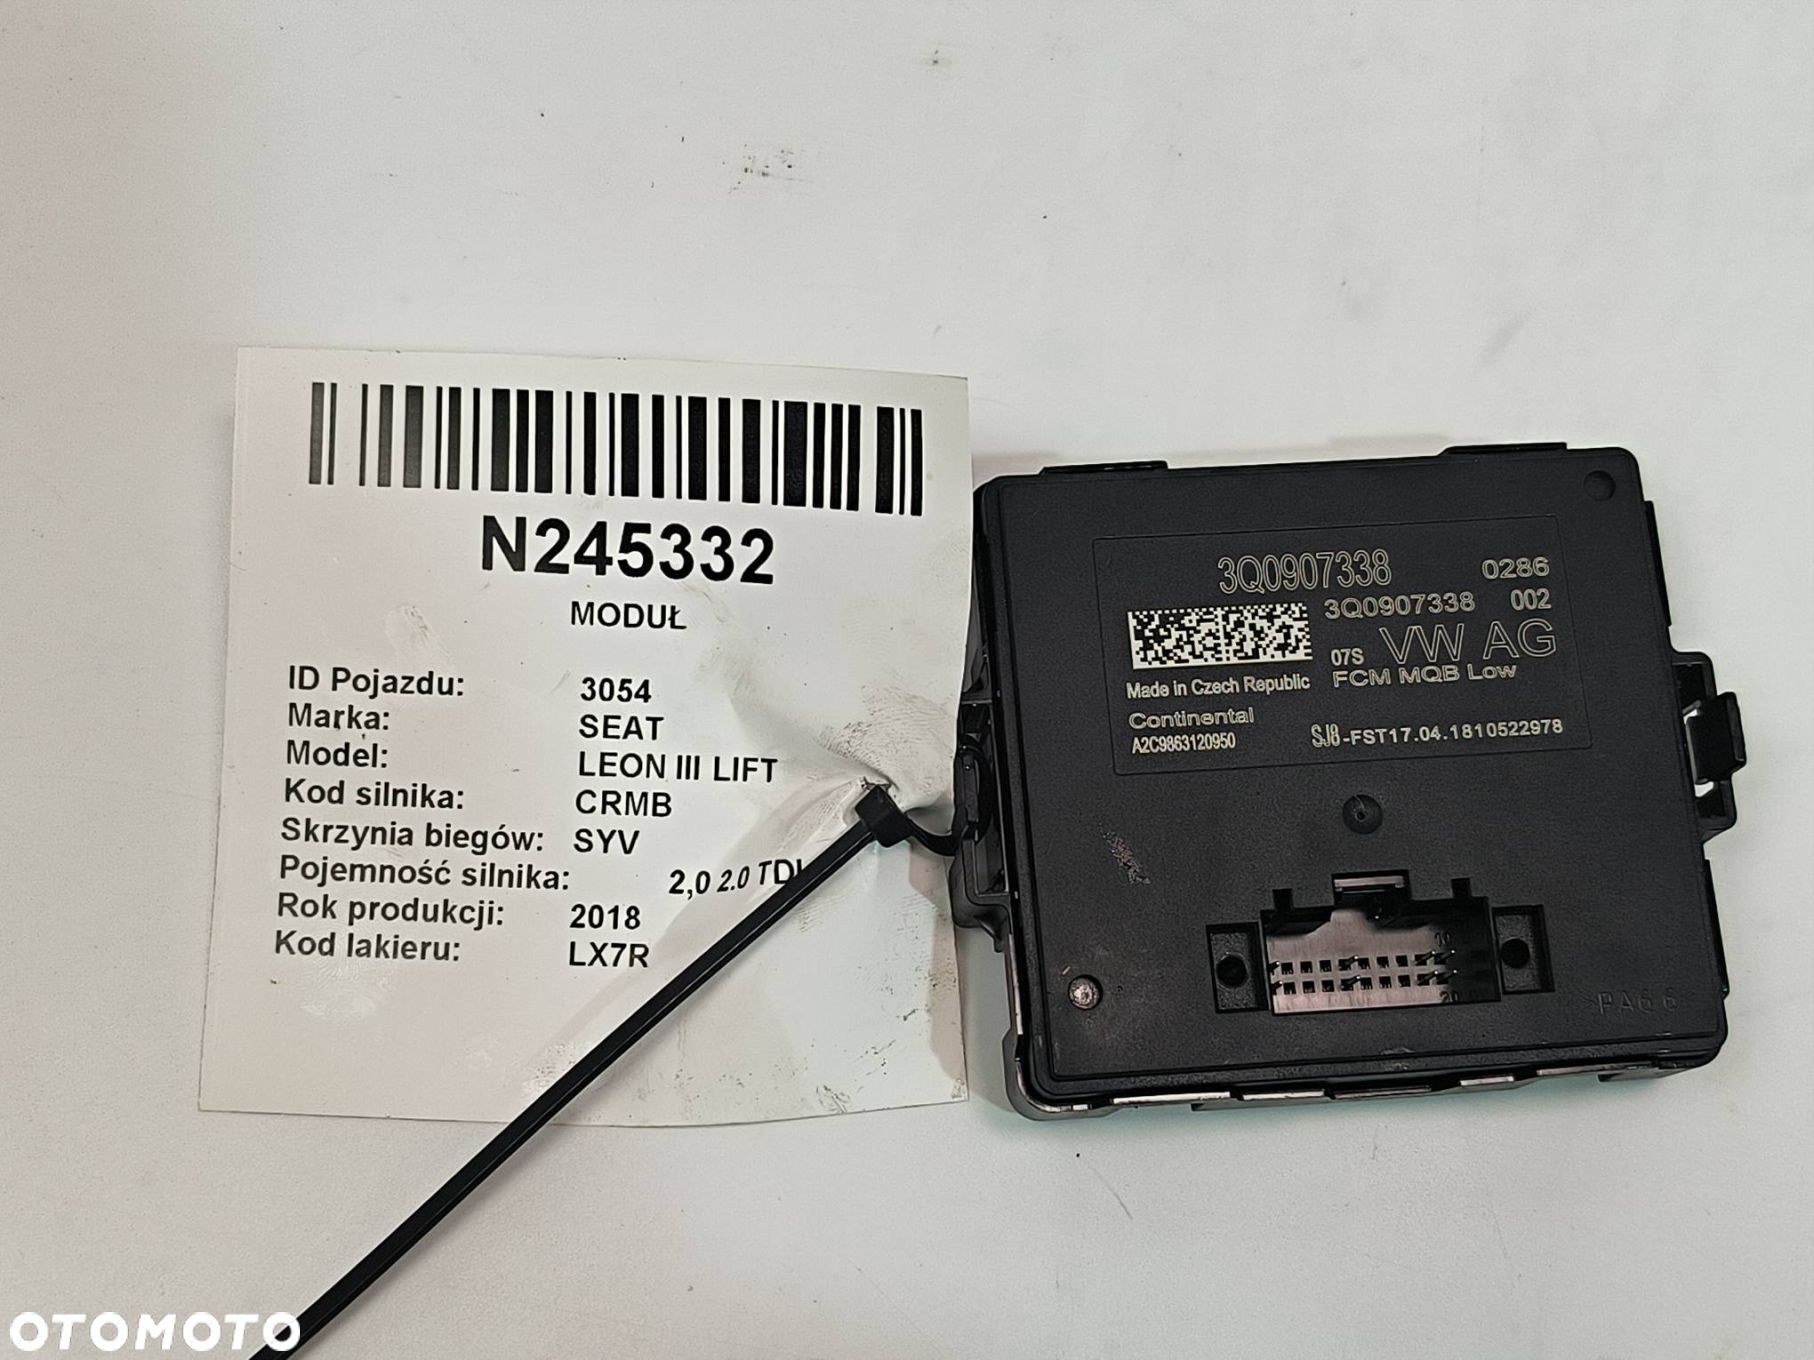 N245332
MODUŁ
ID Pojazdu: 3054
Marka: SEAT
Model: LEON III LIFT
Kod silnika: CRMB
Skrzynia biegów: SYV
Pojemność silnika: 2,0 2.0 TDI
Rok produkcji: 2018
Kod lakieru: LX7R
3Q0907338 0286
3Q0907338 002
07S VW AG
FCM MQB Low
Made in Czech Republic
Continental
A2C9863120950 SJ8-FST17.04.1810522978
10
20
>PA66
OTOMOTO